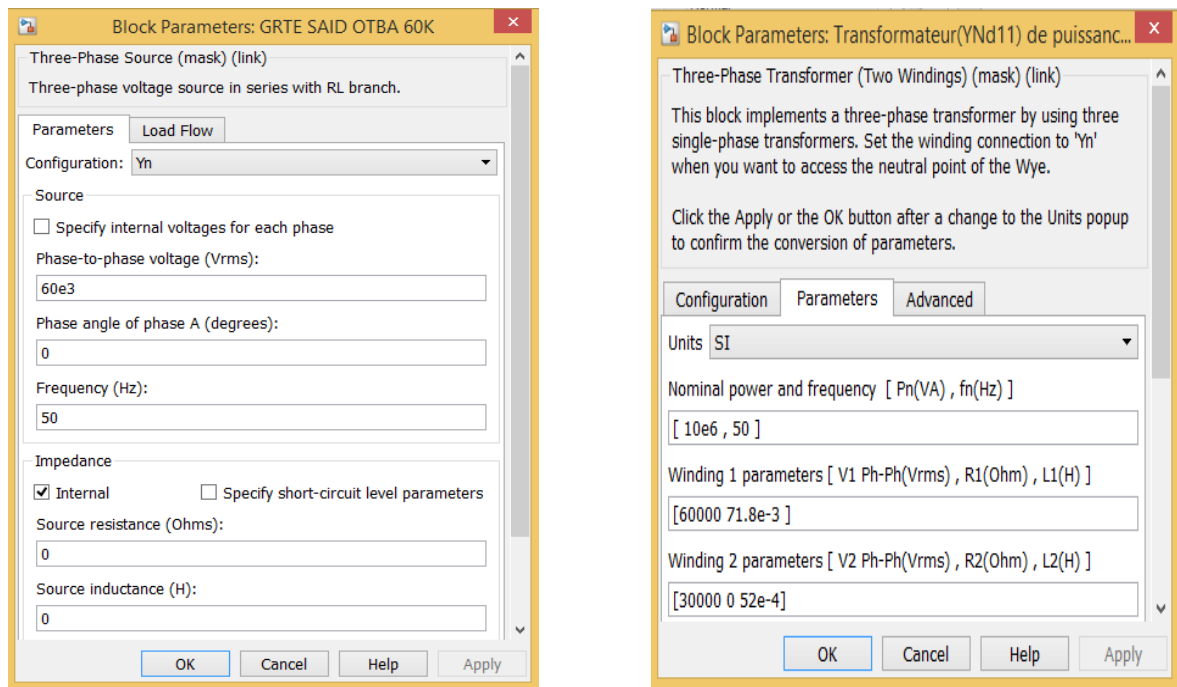 Block Parameters: GRTE SAID OTBA 60K
Three-Phase Source (mask) (link)
Three-phase voltage source in series with RL branch.
Parameters
Load Flow
Configuration: Yn
Source
Specify internal voltages for each phase
Phase-to-phase voltage (Vrms):
60e3
Phase angle of phase A (degrees):
0
Frequency (Hz):
50
Impedance
Internal
Specify short-circuit level parameters
Source resistance (Ohms):
0
Source inductance (H):
0
OK
Cancel
Help
Apply
Block Parameters: Transformateur(YNd11) de puissanc...
Three-Phase Transformer (Two Windings) (mask) (link)
This block implements a three-phase transformer by using three
single-phase transformers. Set the winding connection to 'Yn'
when you want to access the neutral point of the Wye.
Click the Apply or the OK button after a change to the Units popup
to confirm the conversion of parameters.
Configuration
Parameters
Advanced
Units SI
Nominal power and frequency [ Pn(VA) , fn(Hz) ]
[ 10e6 , 50 ]
Winding 1 parameters [ V1 Ph-Ph(Vrms) , R1(Ohm) , L1(H) ]
[60000 71.8e-3 ]
Winding 2 parameters [ V2 Ph-Ph(Vrms) , R2(Ohm) , L2(H) ]
[30000 0 52e-4]
OK
Cancel
Help
Apply